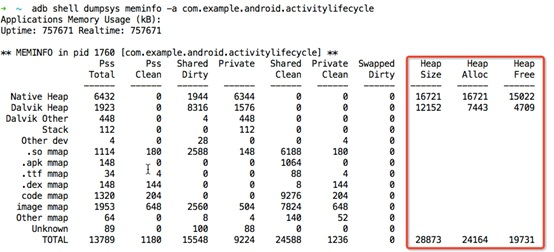 ➜ ~ adb shell dumpsys meminfo -a com.example.android.activitylifecycle
Applications Memory Usage (kB):
Uptime: 757671 Realtime: 757671
** MEMINFO in pid 1760 [com.example.android.activitylifecycle] **
Pss Pss Shared Private Shared Private Swapped Heap Heap Heap
Total Clean Dirty Dirty Clean Clean Dirty Size Alloc Free
------ ------ ------ ------ ------ ------ ------ ------ ------ ------
Native Heap 6432 0 1944 6344 0 0 0 16721 16721 15022
Dalvik Heap 1923 0 8316 1576 0 0 0 12152 7443 4709
Dalvik Other 448 0 4 448 0 0 0
Stack 112 0 0 112 0 0 0
Other dev 4 0 28 0 0 4 0
.so mmap 1114 180 2588 148 6188 180 0
.apk mmap 148 0 0 0 1064 0 0
.ttf mmap 34 4 0 0 88 4 0
.dex mmap 148 144 0 0 8 144 0
code mmap 1320 204 0 0 9276 204 0
image mmap 1953 648 2560 504 7824 648 0
Other mmap 64 0 8 4 140 52 0
Unknown 89 0 100 88 0 0 0
TOTAL 13789 1180 15548 9224 24588 1236 0 28873 24164 19731